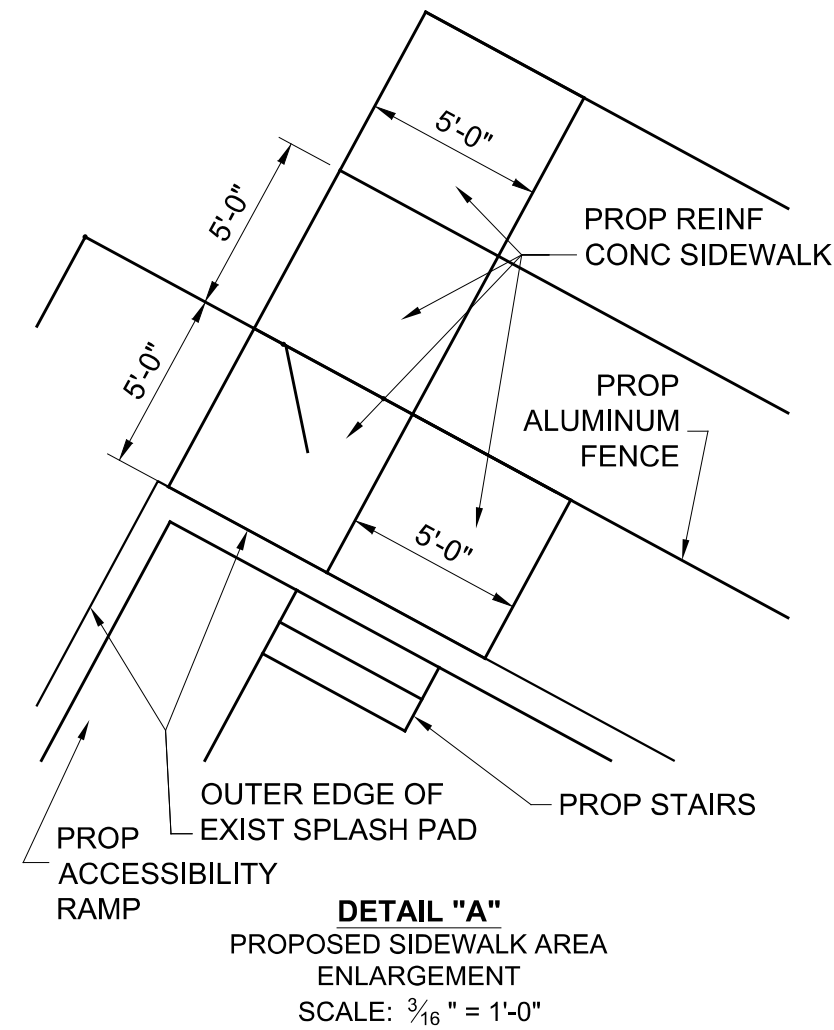 5'-0"
5'-0"
PROP REINF
CONC SIDEWALK
5'-0"
PROP
ALUMINUM
FENCE
5'-0"
OUTER EDGE OF
EXIST SPLASH PAD
PROP STAIRS
PROP
ACCESSIBILITY
RAMP
DETAIL "A"
PROPOSED SIDEWALK AREA
ENLARGEMENT
SCALE: 3/16 " = 1'-0"